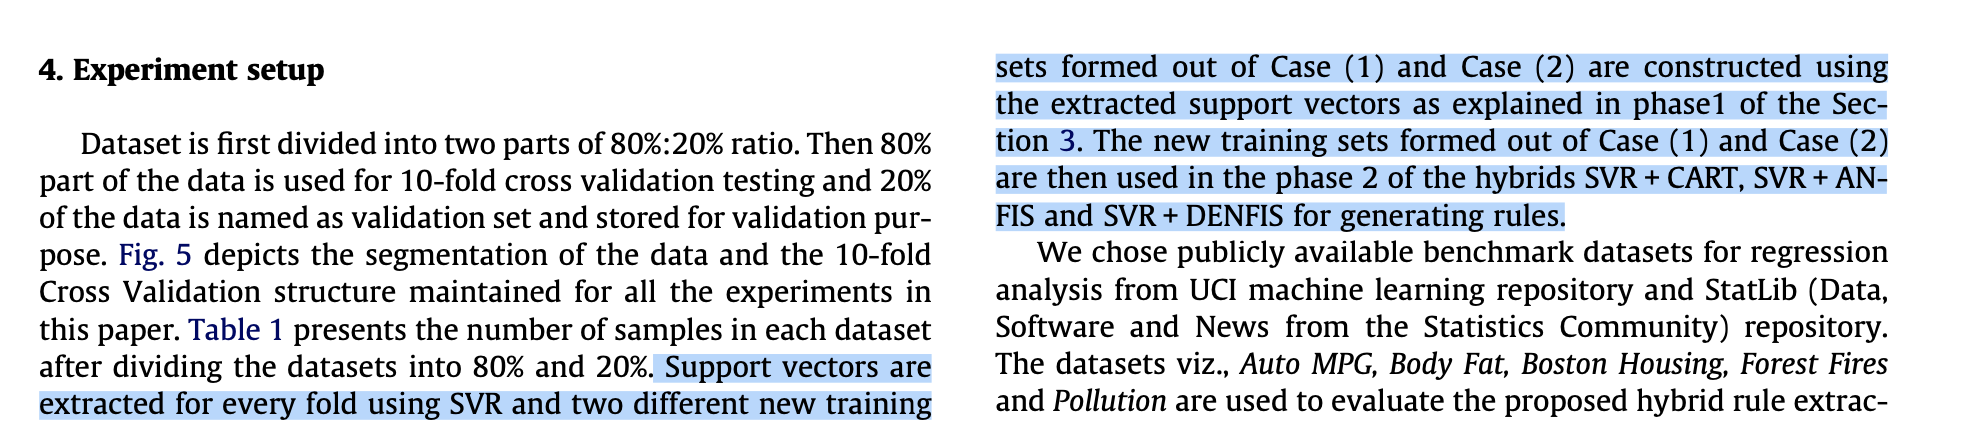 4. Experiment setup
Dataset is first divided into two parts of 80%:20% ratio. Then 80%
part of the data is used for 10-fold cross validation testing and 20%
of the data is named as validation set and stored for validation pur-
pose. Fig. 5 depicts the segmentation of the data and the 10-fold
Cross Validation structure maintained for all the experiments in
this paper. Table 1 presents the number of samples in each dataset
after dividing the datasets into 80% and 20%. Support vectors are
extracted for every fold using SVR and two different new training
sets formed out of Case (1) and Case (2) are constructed using
the extracted support vectors as explained in phase1 of the Sec-
tion 3. The new training sets formed out of Case (1) and Case (2)
are then used in the phase 2 of the hybrids SVR + CART, SVR + AN-
FIS and SVR + DENFIS for generating rules.
We chose publicly available benchmark datasets for regression
analysis from UCI machine learning repository and StatLib (Data,
Software and News from the Statistics Community) repository.
The datasets viz., Auto MPG, Body Fat, Boston Housing, Forest Fires
and Pollution are used to evaluate the proposed hybrid rule extrac-